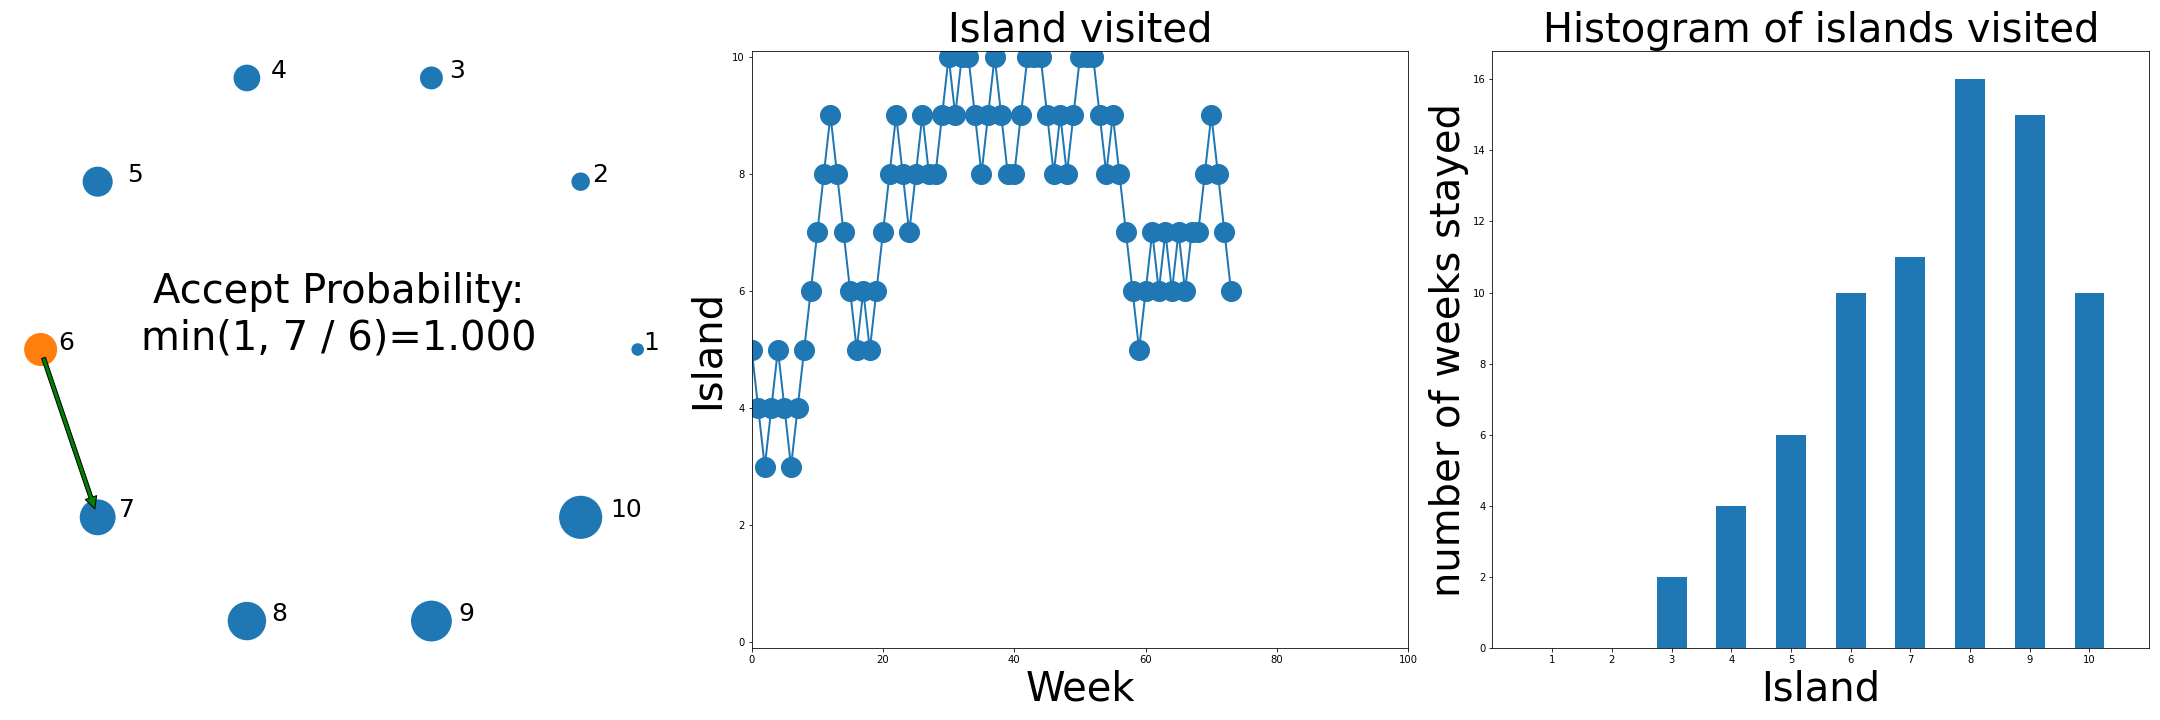 4
3
5
2
Accept Probability:
min(1, 7 / 6)=1.000
6
1
7
10
8
9
Island visited
Island
10
8
6
4
2
0
0 20 40 60 80 100
Week
Histogram of islands visited
number of weeks stayed
16
14
12
10
8
6
4
2
0
1 2 3 4 5 6 7 8 9 10
Island